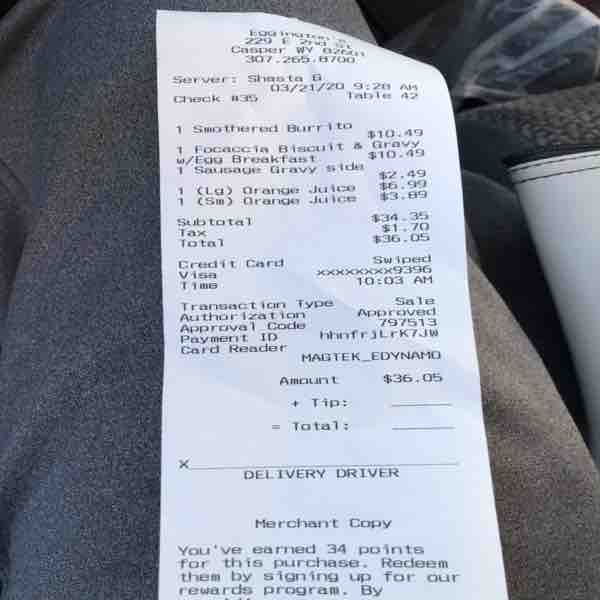 Eggington's
229 E 2nd St
Casper WY 82601
307.265.8700
Server: Shasta G
03/21/20 9:28 AM
Check #35 Table 42
1 Smothered Burrito $10.49
1 Focaccia Biscuit & Gravy
w/Egg Breakfast $10.49
1 Sausage Gravy side $2.49
1 (Lg) Orange Juice $6.99
1 (Sm) Orange Juice $3.89
Subtotal $34.35
Tax $1.70
Total $36.05
Credit Card Swiped
Visa xxxxxxxx9396
Time 10:03 AM
Transaction Type Sale
Authorization Approved
Approval Code 797513
Payment ID hhnfrjLrK7JW
Card Reader
MAGTEK_EDYNAMO
Amount $36.05
+ Tip: ________
= Total: ________
X______________________________
DELIVERY DRIVER
Merchant Copy
You've earned 34 points
for this purchase. Redeem
them by signing up for our
rewards program. By